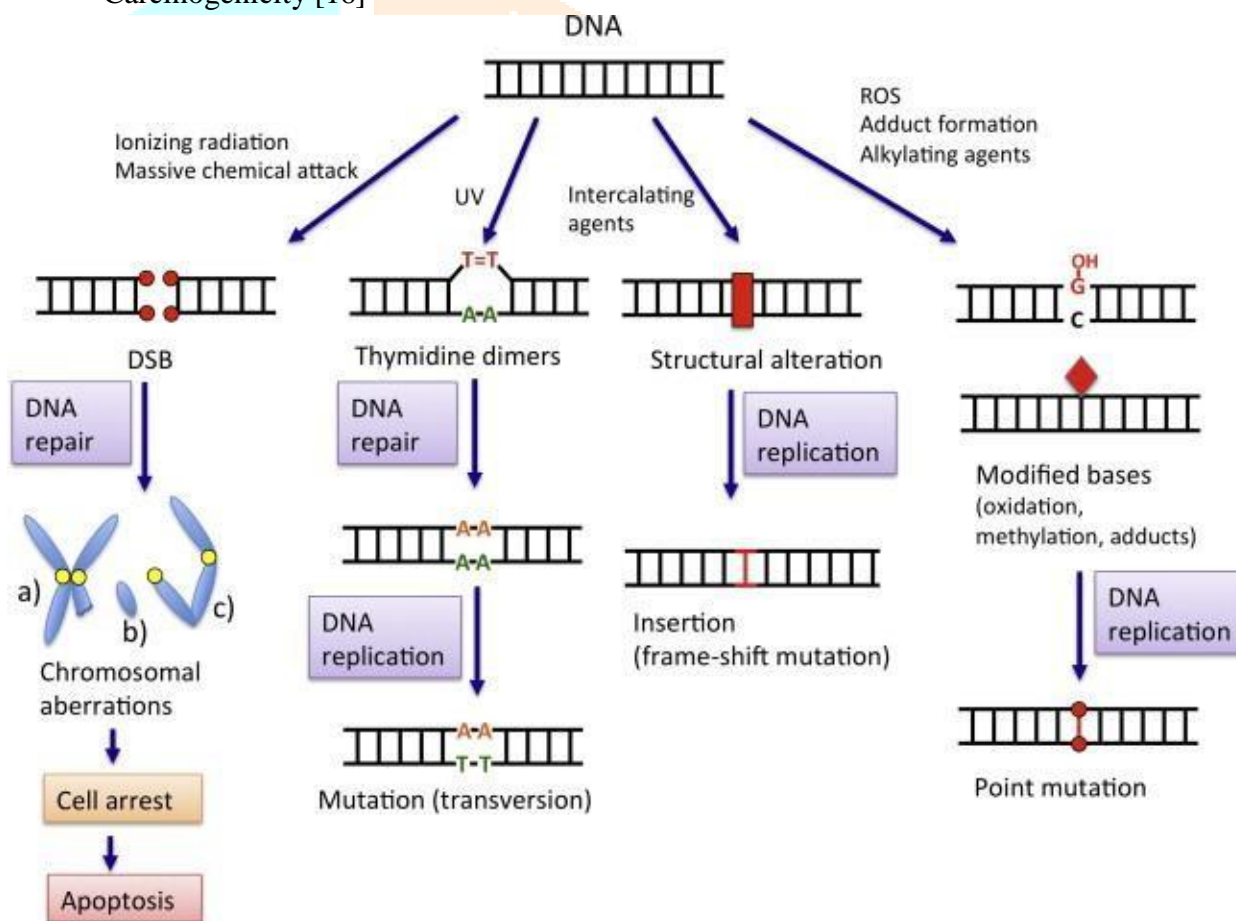 Carcinogenicity [16]
DNA
Ionizing radiation
Massive chemical attack
UV
Intercalating
agents
ROS
Adduct formation
Alkylating agents
T=T
A-A
OH
G
C
DSB
Thymidine dimers
Structural alteration
DNA
repair
DNA
repair
DNA
replication
Modified bases
(oxidation,
methylation, adducts)
a)
b)
c)
A-A
A-A
Chromosomal
aberrations
DNA
replication
Insertion
(frame-shift mutation)
DNA
replication
A-A
T-T
Cell arrest
Mutation (transversion)
Point mutation
Apoptosis